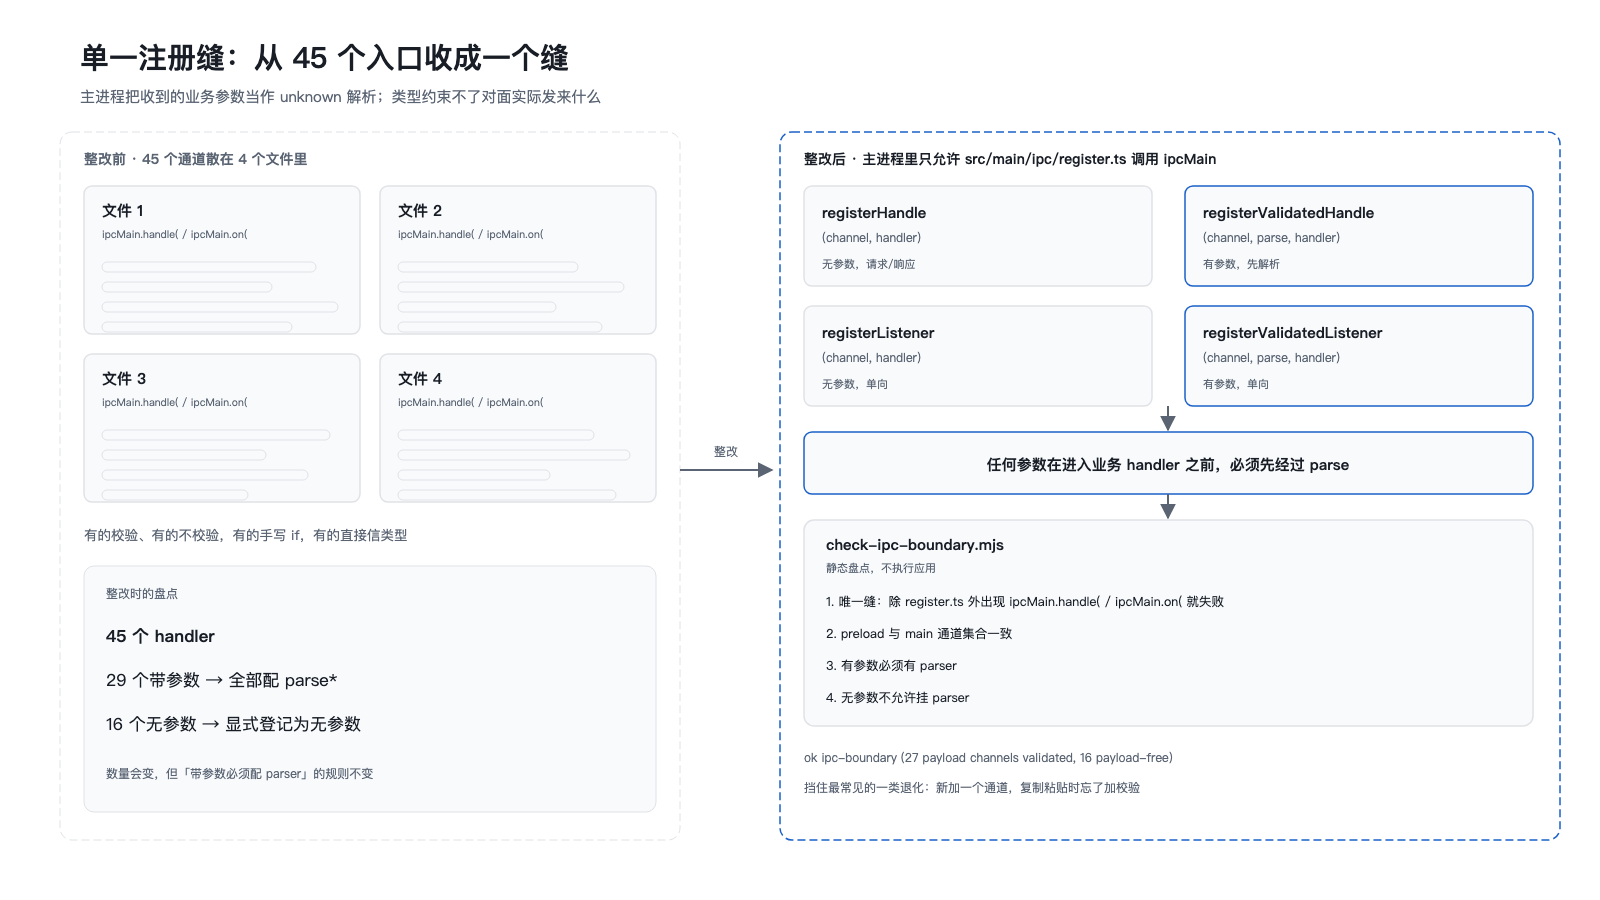 单一注册缝：从 45 个入口收成一个缝
主进程把收到的业务参数当作 unknown 解析；类型约束不了对面实际发来什么
整改前 · 45 个通道散在 4 个文件里
文件 1
ipcMain.handle( / ipcMain.on(
文件 2
ipcMain.handle( / ipcMain.on(
文件 3
ipcMain.handle( / ipcMain.on(
文件 4
ipcMain.handle( / ipcMain.on(
有的校验、有的不校验，有的手写 if，有的直接信类型
整改时的盘点
45 个 handler
29 个带参数 → 全部配 parse*
16 个无参数 → 显式登记为无参数
数量会变，但「带参数必须配 parser」的规则不变
整改
整改后 · 主进程里只允许 src/main/ipc/register.ts 调用 ipcMain
registerHandle
(channel, handler)
无参数，请求/响应
registerValidatedHandle
(channel, parse, handler)
有参数，先解析
registerListener
(channel, handler)
无参数，单向
registerValidatedListener
(channel, parse, handler)
有参数，单向
任何参数在进入业务 handler 之前，必须先经过 parse
check-ipc-boundary.mjs
静态盘点，不执行应用
1. 唯一缝：除 register.ts 外出现 ipcMain.handle( / ipcMain.on( 就失败
2. preload 与 main 通道集合一致
3. 有参数必须有 parser
4. 无参数不允许挂 parser
ok ipc-boundary (27 payload channels validated, 16 payload-free)
挡住最常见的一类退化：新加一个通道，复制粘贴时忘了加校验